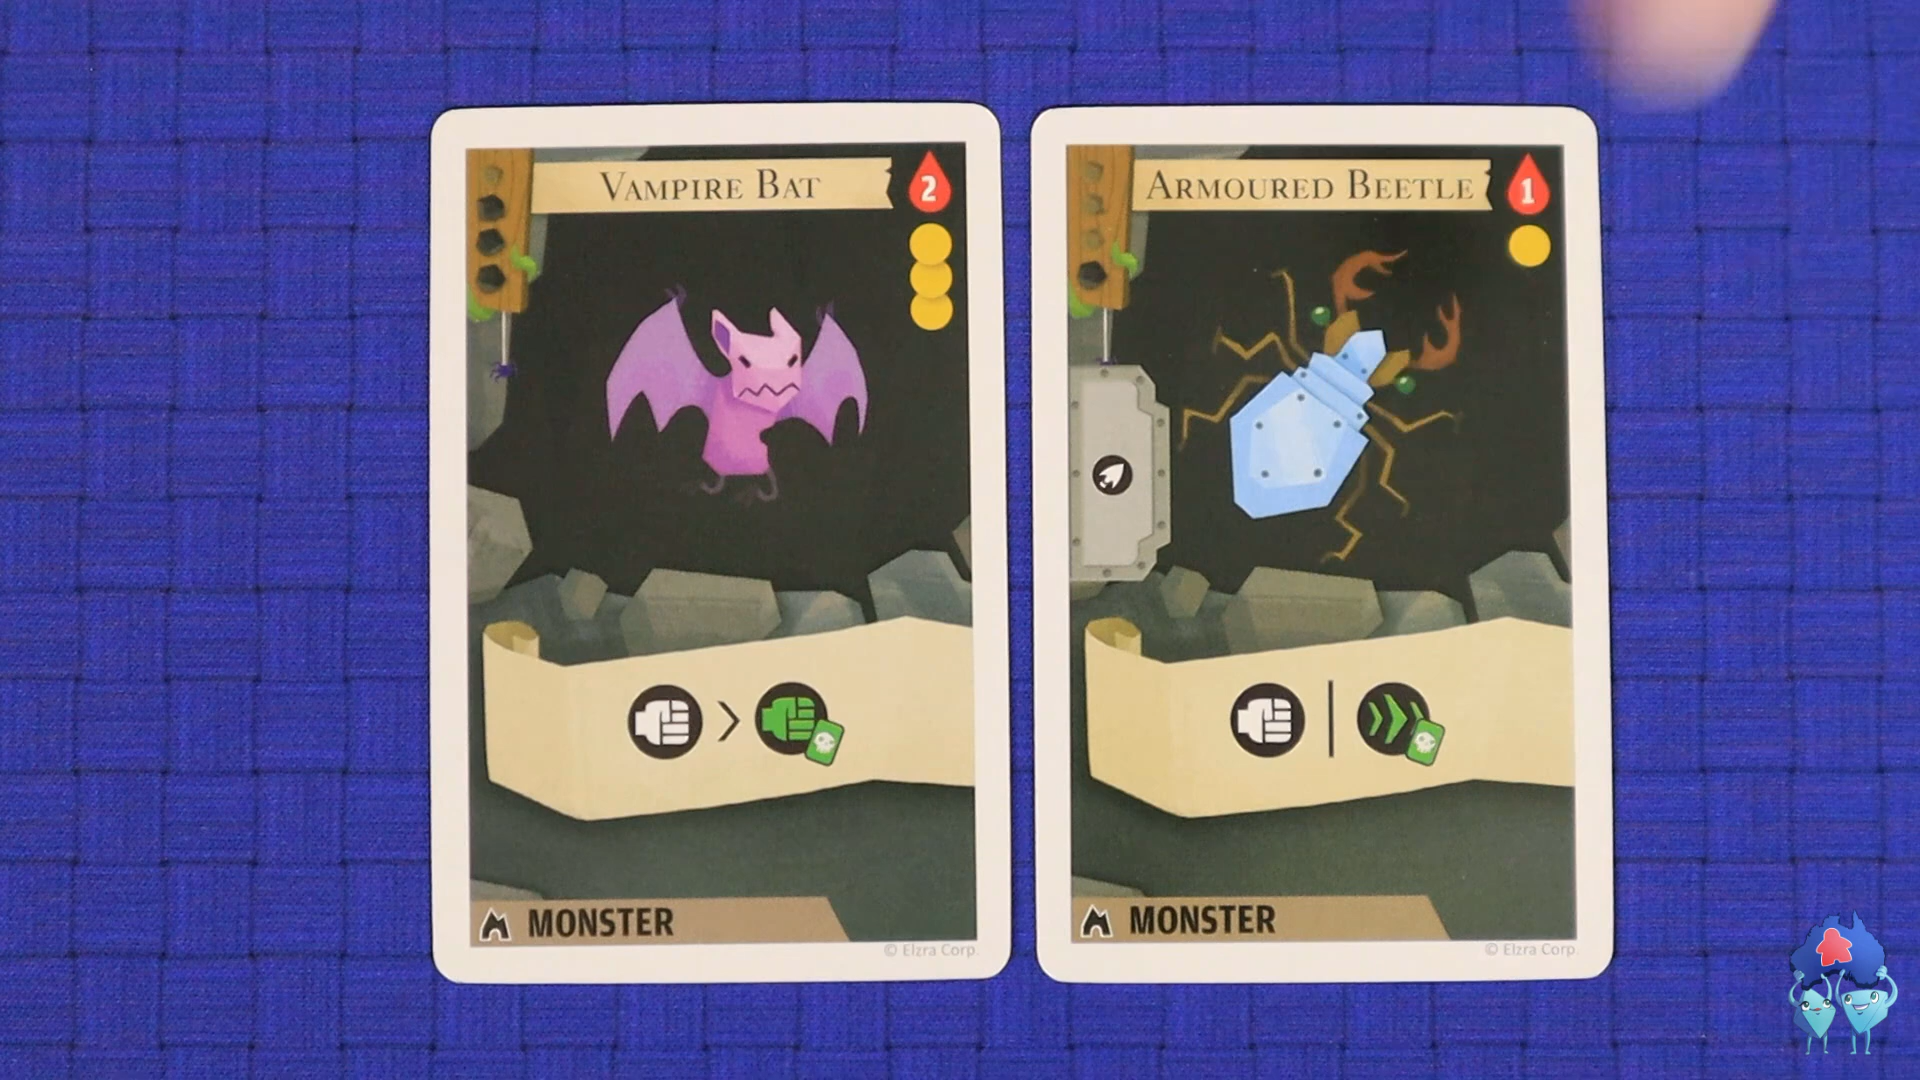 VAMPIRE BAT
2
MONSTER
© Elzra Corp.
ARMOURED BEETLE
1
MONSTER
© Elzra Corp.